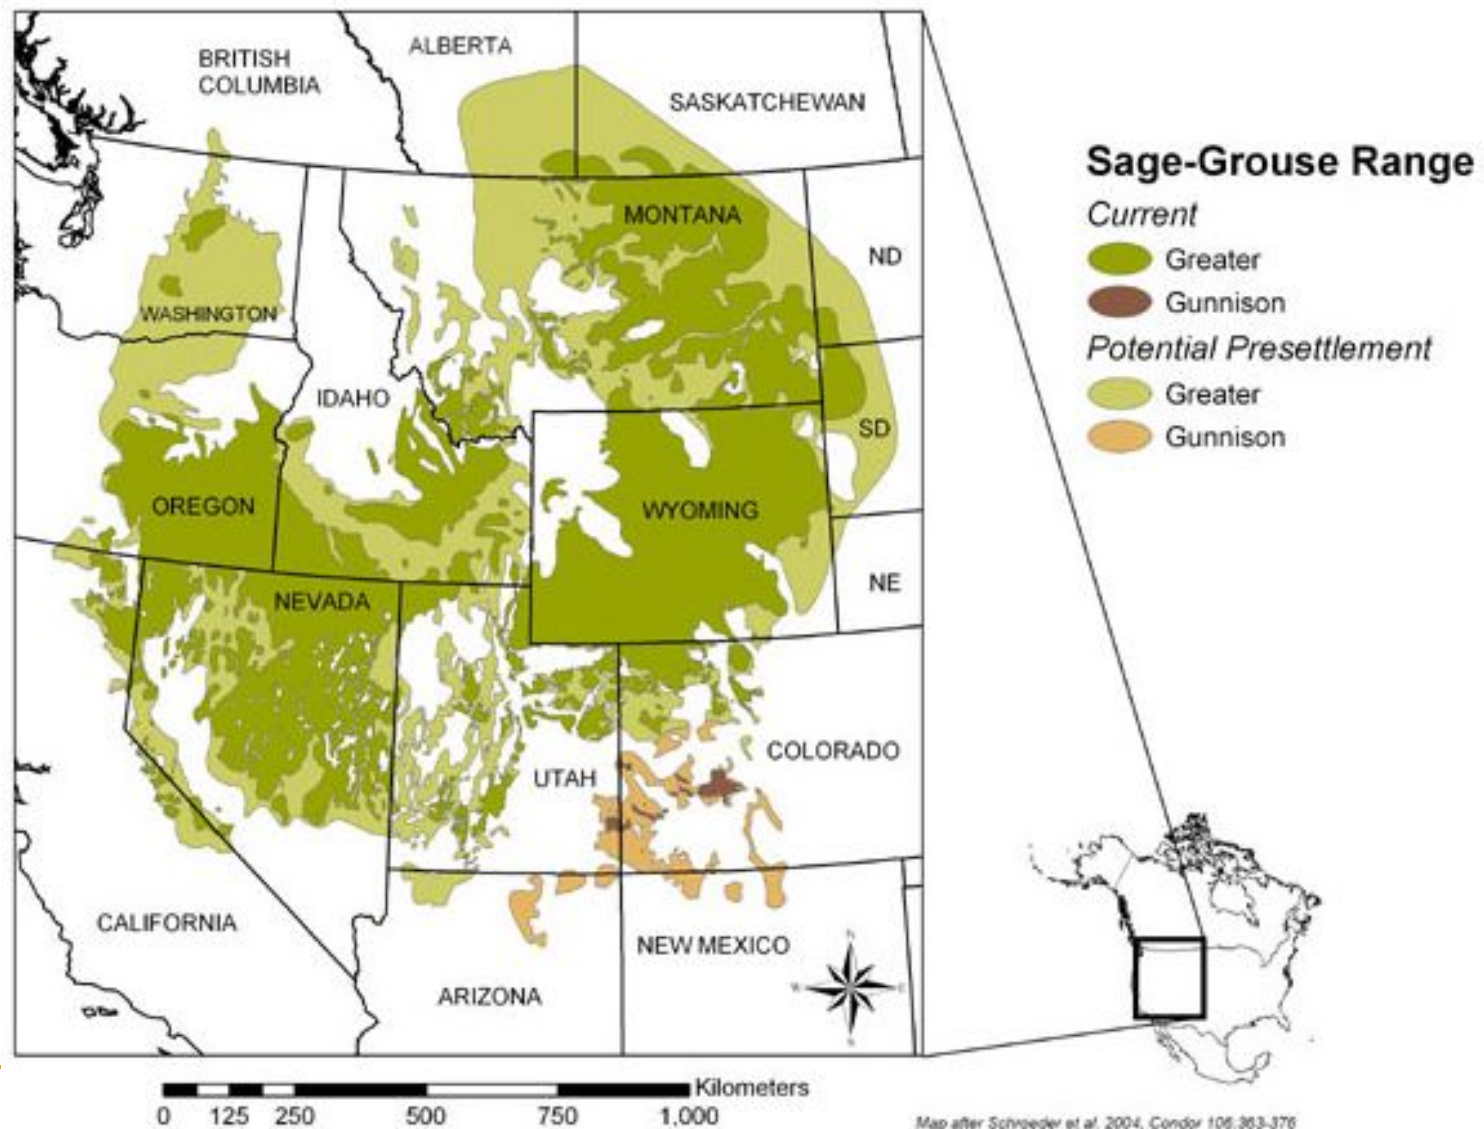 BRITISH
COLUMBIA
ALBERTA
SASKATCHEWAN
MONTANA
ND
WASHINGTON
IDAHO
SD
OREGON
WYOMING
NE
NEVADA
UTAH
COLORADO
CALIFORNIA
ARIZONA
NEW MEXICO
N
W
E
S
Sage-Grouse Range
Current
Greater
Gunnison
Potential Presettlement
Greater
Gunnison
Kilometers
0 125 250 500 750 1,000
Map after Schroeder et al. 2004, Condor 106:363-376